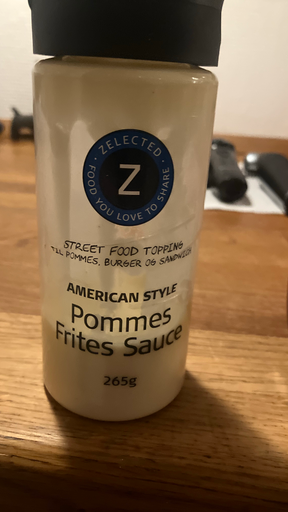 ZELECTED
FOOD YOU LOVE TO SHARE
Z
STREET FOOD TOPPING
TIL POMMES, BURGER OG SANDWICH
AMERICAN STYLE
Pommes
Frites Sauce
265g